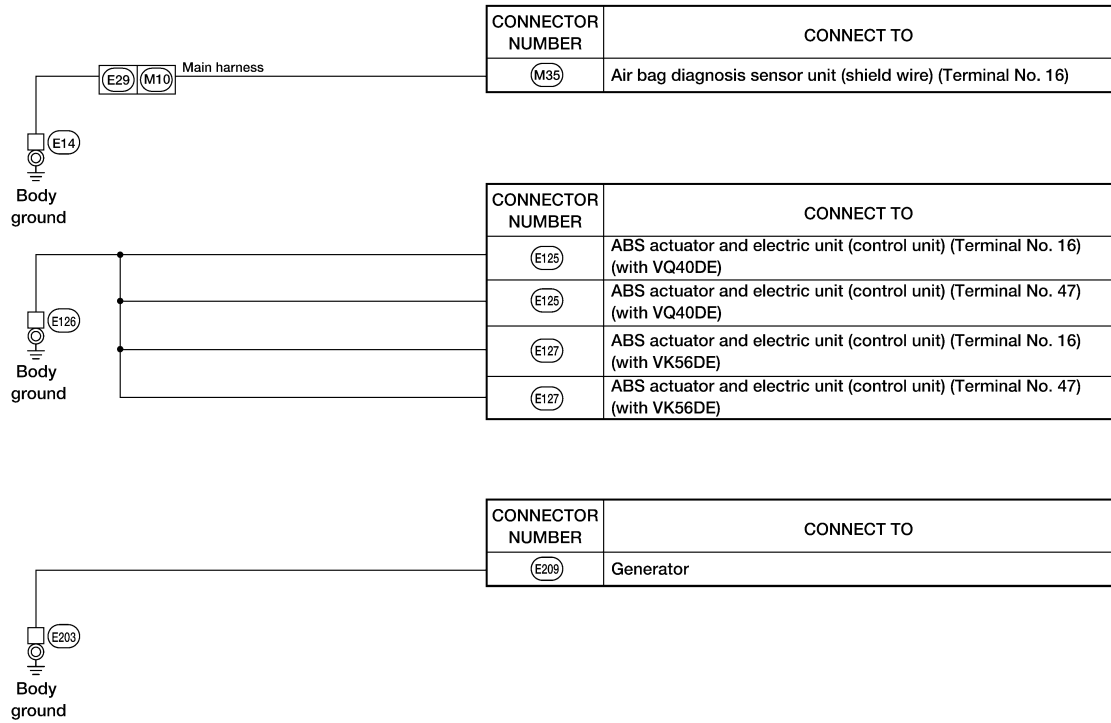 CONNECTOR NUMBER
CONNECT TO
E29 M10 Main harness
M35
Air bag diagnosis sensor unit (shield wire) (Terminal No. 16)
E14
Body
ground
CONNECTOR NUMBER
CONNECT TO
E125
ABS actuator and electric unit (control unit) (Terminal No. 16)
(with VQ40DE)
E125
ABS actuator and electric unit (control unit) (Terminal No. 47)
(with VQ40DE)
E126
Body
ground
E127
ABS actuator and electric unit (control unit) (Terminal No. 16)
(with VK56DE)
E127
ABS actuator and electric unit (control unit) (Terminal No. 47)
(with VK56DE)
CONNECTOR NUMBER
CONNECT TO
E209
Generator
E203
Body
ground